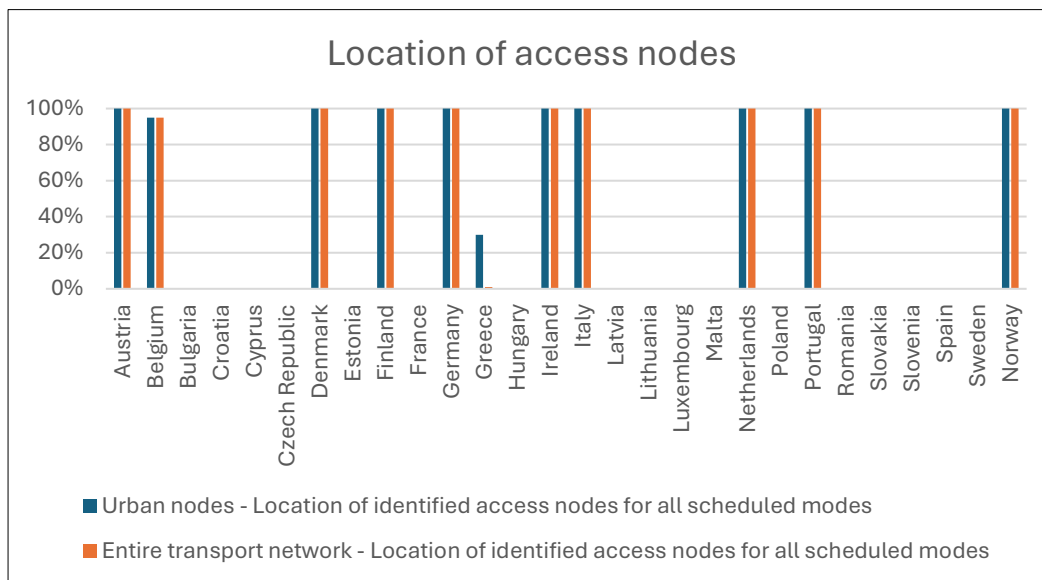 Location of access nodes
100%
80%
60%
40%
20%
0%
Austria
Belgium
Bulgaria
Croatia
Cyprus
Czech Republic
Denmark
Estonia
Finland
France
Germany
Greece
Hungary
Ireland
Italy
Latvia
Lithuania
Luxembourg
Malta
Netherlands
Poland
Portugal
Romania
Slovakia
Slovenia
Spain
Sweden
Norway
Urban nodes - Location of identified access nodes for all scheduled modes
Entire transport network - Location of identified access nodes for all scheduled modes